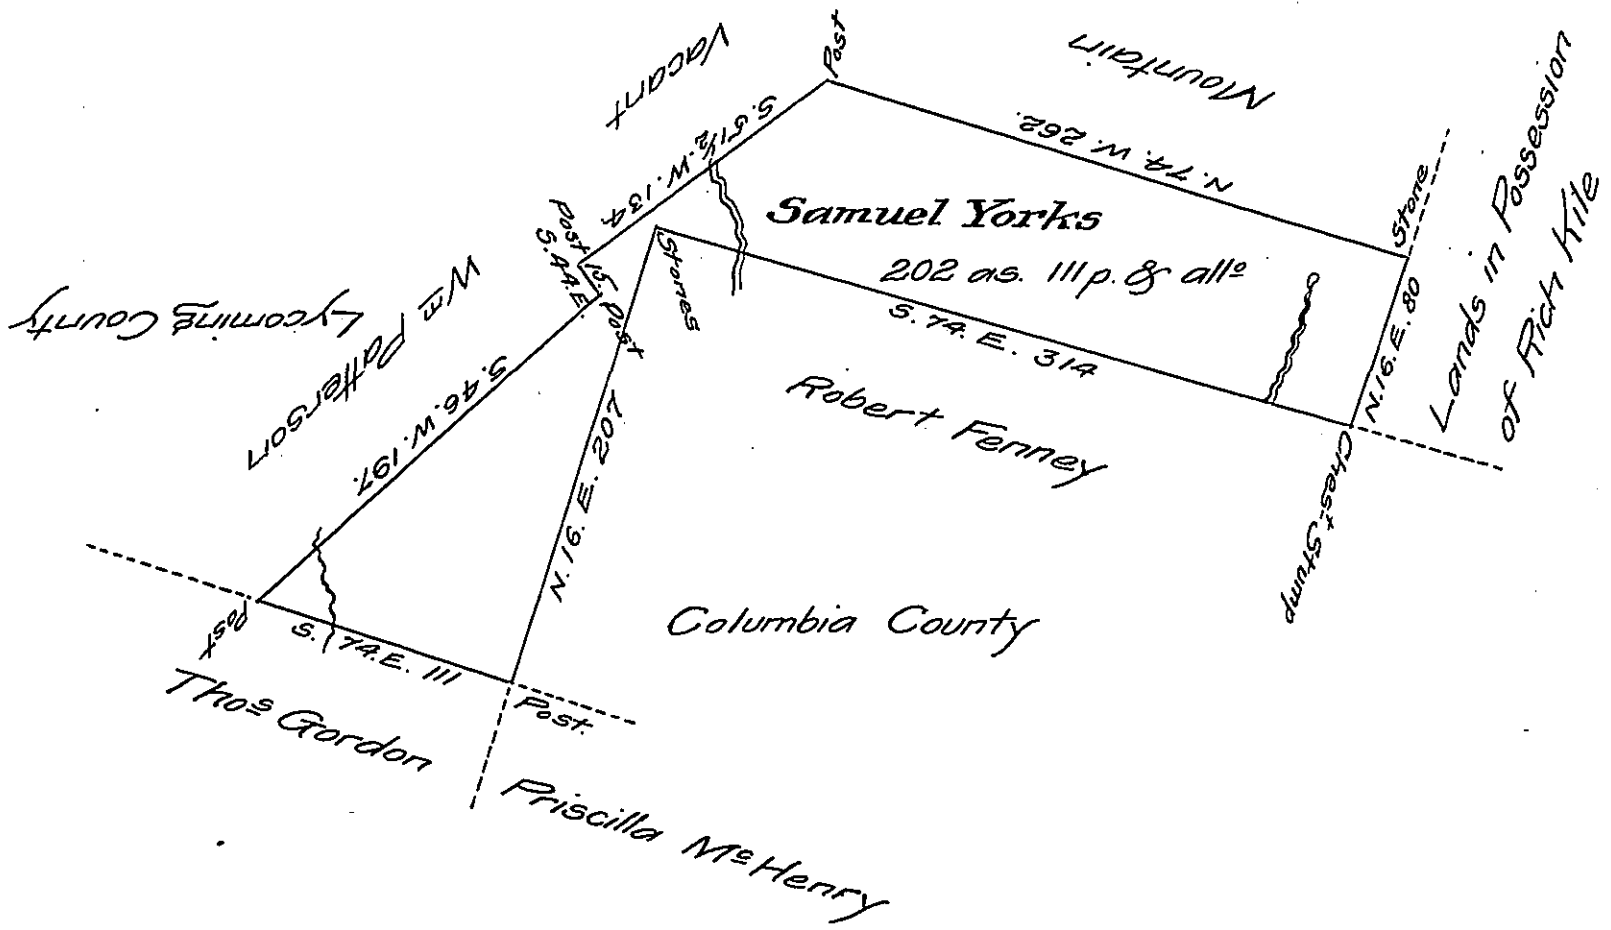 Vacant
Post
Mountain
S. 51½. W. 134.
N. 74. W. 262.
Stone
Lands in Possession
of Rich Kile
Samuel Yorks
202 as. 111 p. & allᵒ
Post
15.
S. 44. E.
Post
Stones
S. 74. E. 314
N. 16. E. 80
Chest-Stump
Lycoming County
Wm Patterson
S. 46. W. 197.
N. 16. E. 207
Robert Fenney
Columbia County
Post
S. 74. E. 111
Post.
Thoˢ Gordon
Priscilla McHenry